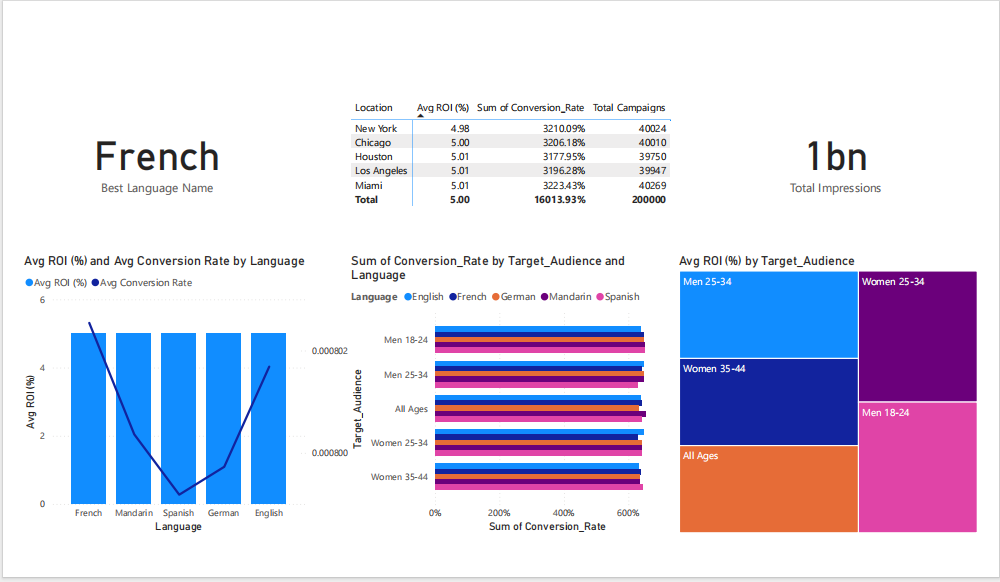 French
Best Language Name
Location Avg ROI (%) Sum of Conversion_Rate Total Campaigns
New York 4.98 3210.09% 40024
Chicago 5.00 3206.18% 40010
Houston 5.01 3177.95% 39750
Los Angeles 5.01 3196.28% 39947
Miami 5.01 3223.43% 40269
Total 5.00 16013.93% 200000
1bn
Total Impressions
Avg ROI (%) and Avg Conversion Rate by Language
Avg ROI (%) Avg Conversion Rate
Avg ROI (%)
6
4
2
0
0.000802
0.000800
French Mandarin Spanish German English
Language
Sum of Conversion_Rate by Target_Audience and
Language
Language English French German Mandarin Spanish
Target_Audience
Men 18-24
Men 25-34
All Ages
Women 25-34
Women 35-44
0% 200% 400% 600%
Sum of Conversion_Rate
Avg ROI (%) by Target_Audience
Men 25-34
Women 35-44
All Ages
Women 25-34
Men 18-24